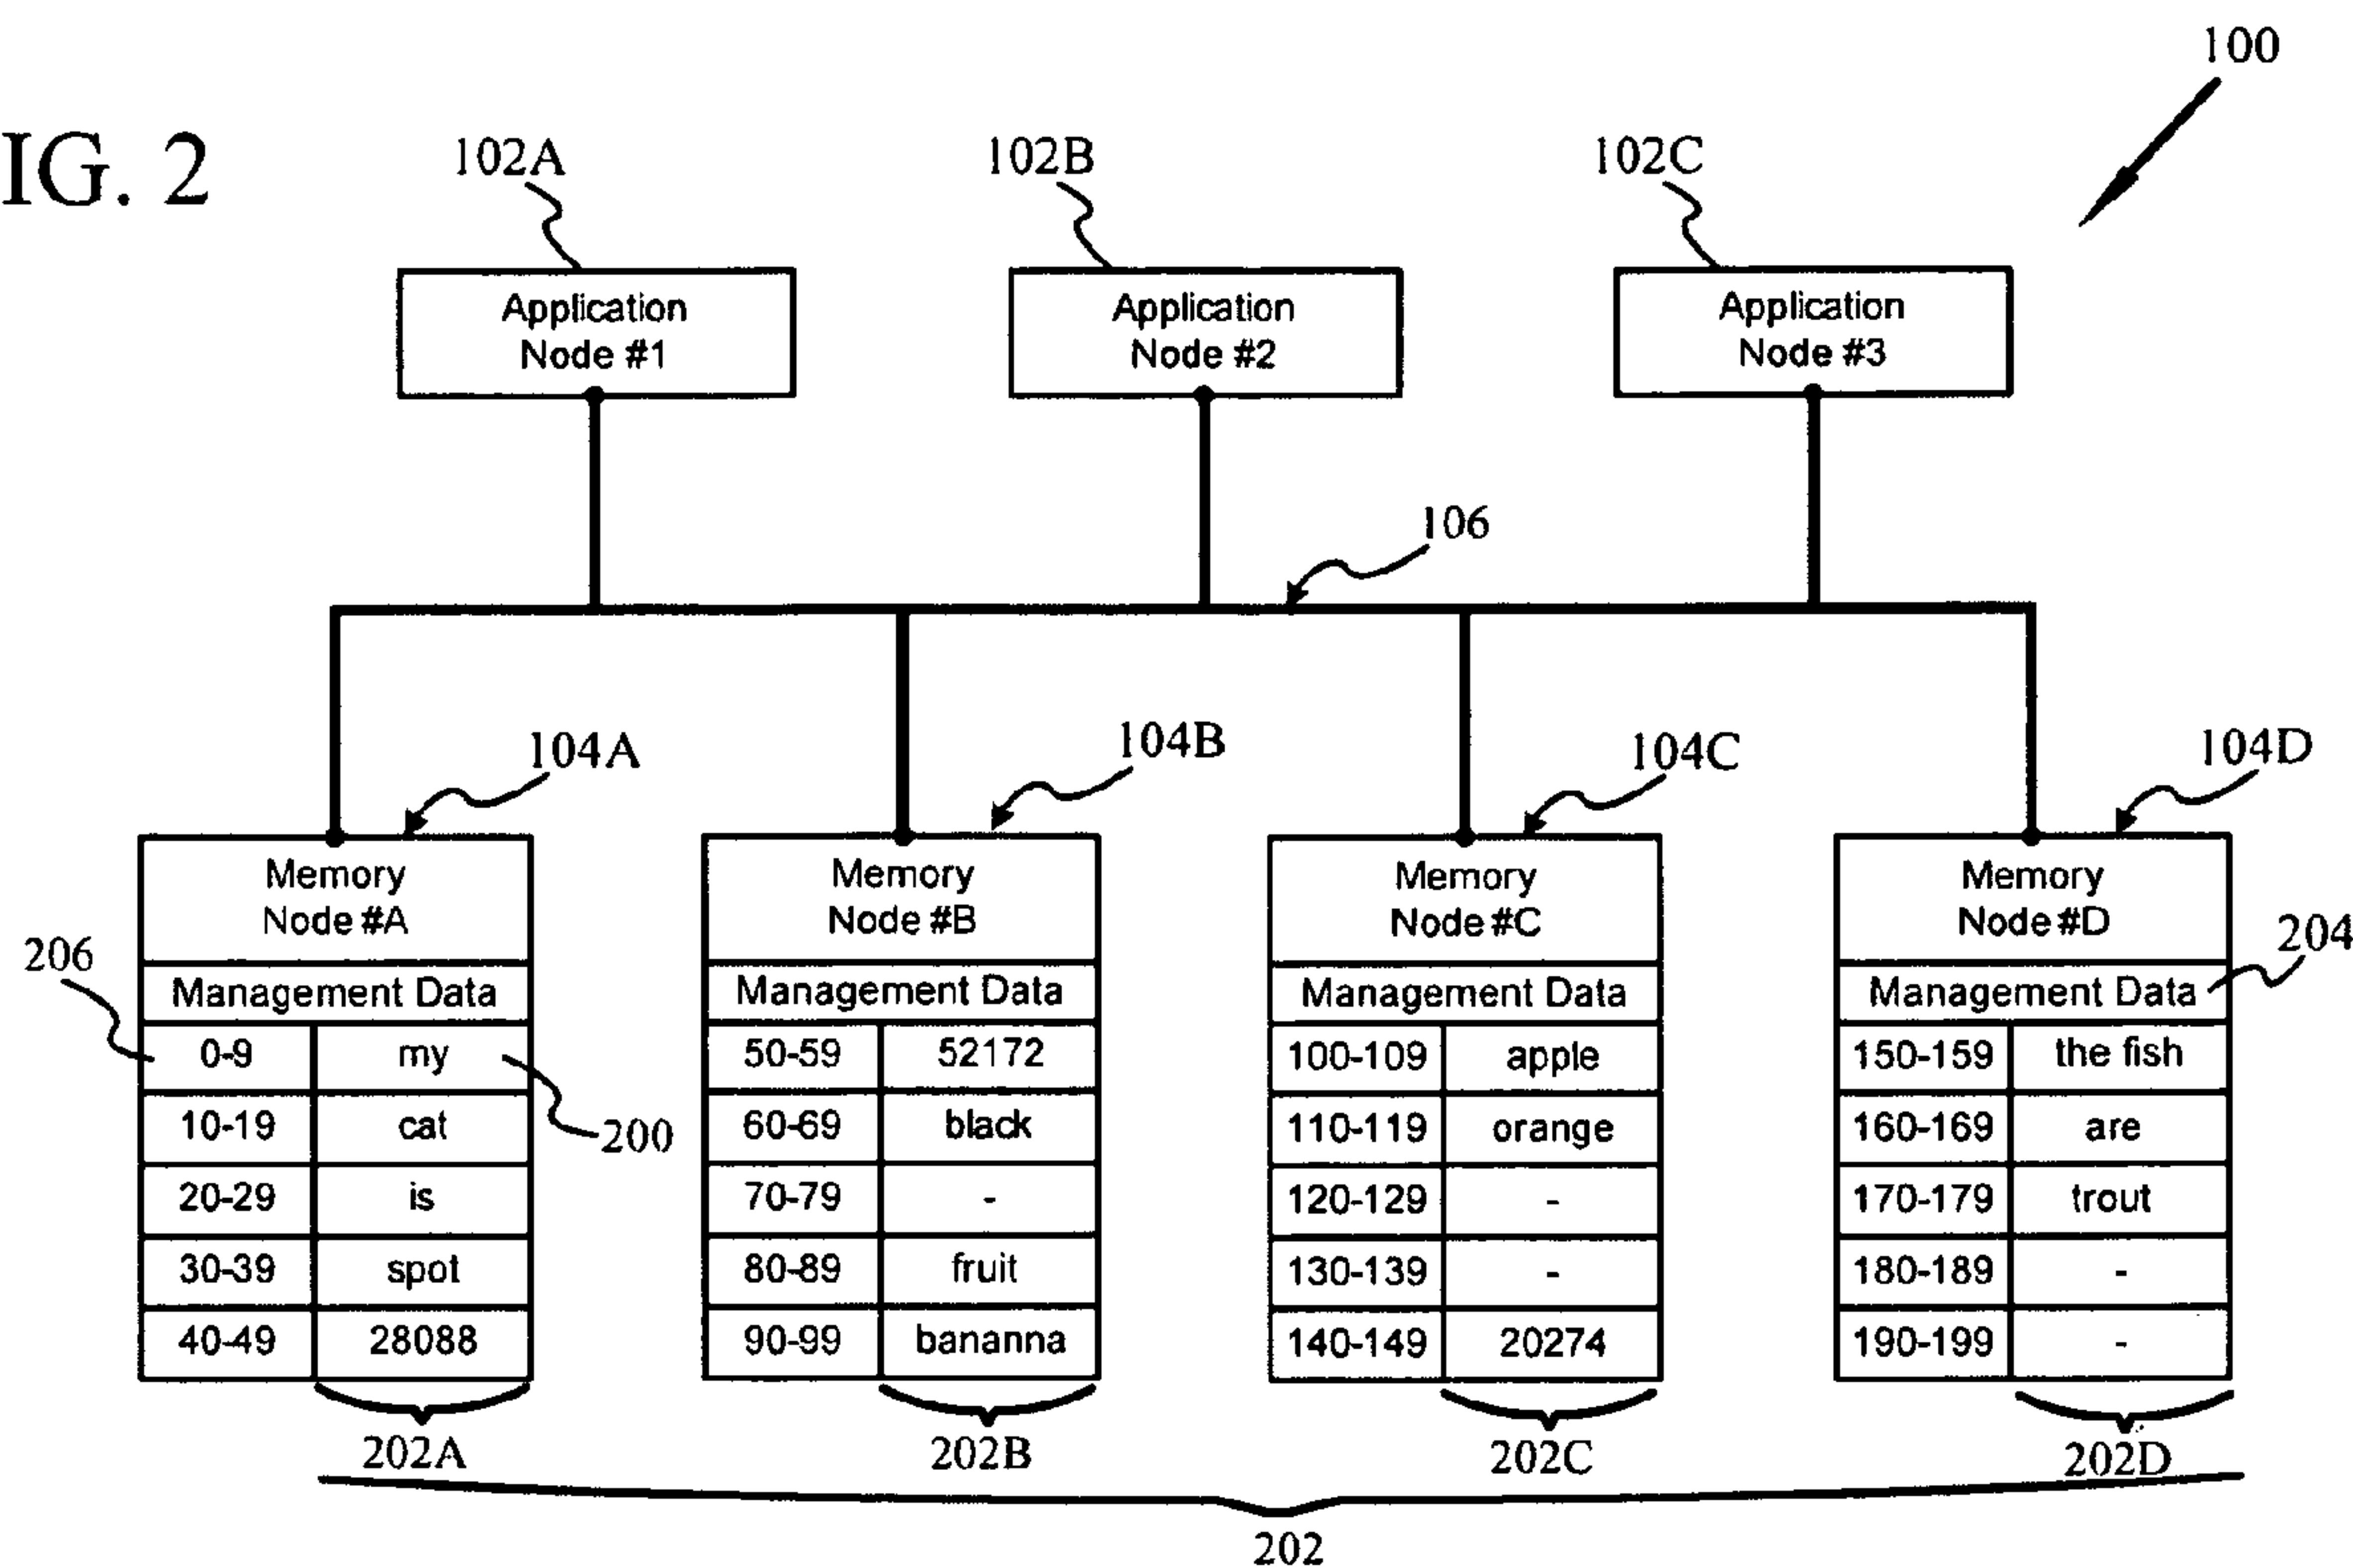 100
IG. 2
102A 102B 102C
Application Application Application
Node #1 Node #2 Node #3
106
104A 104B 104C 104D
Memory Memory Memory Memory
Node #A Node #B Node #C Node #D
206 204
Management Data Management Data Management Data Management Data
0-9 my 50-59 52172 100-109 apple 150-159 the fish
10-19 cat 200 60-69 black 110-119 orange 160-169 are
20-29 is 70-79 - 120-129 - 170-179 trout
30-39 spot 80-89 fruit 130-139 - 180-189 -
40-49 28088 90-99 bananna 140-149 20274 190-199 -
202A 202B 202C 202D
202